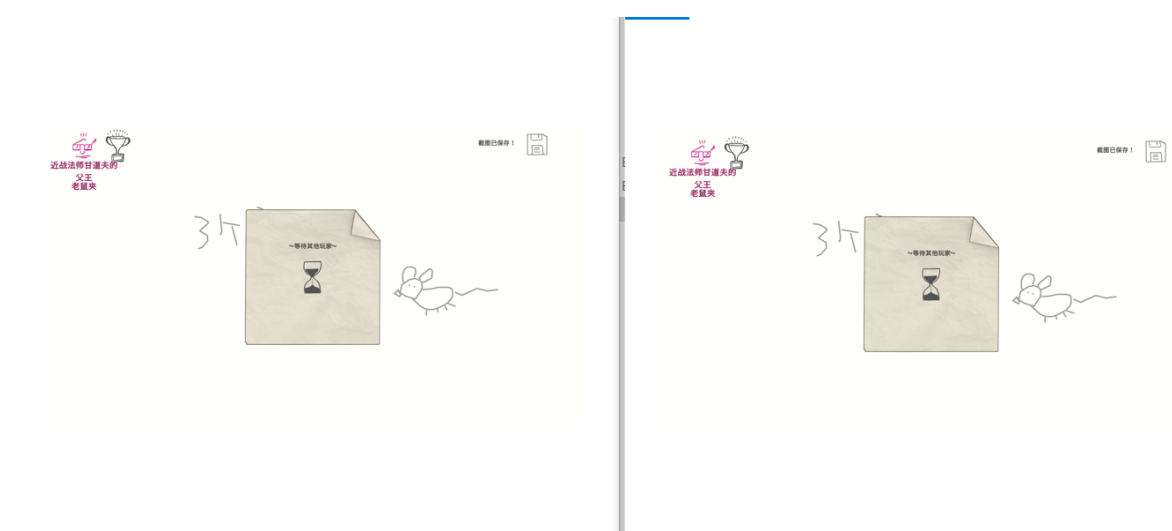 截图已保存！
近战法师甘道夫的
父王
老鼠夹
～等待其他玩家～
截图已保存！
近战法师甘道夫的
父王
老鼠夹
～等待其他玩家～